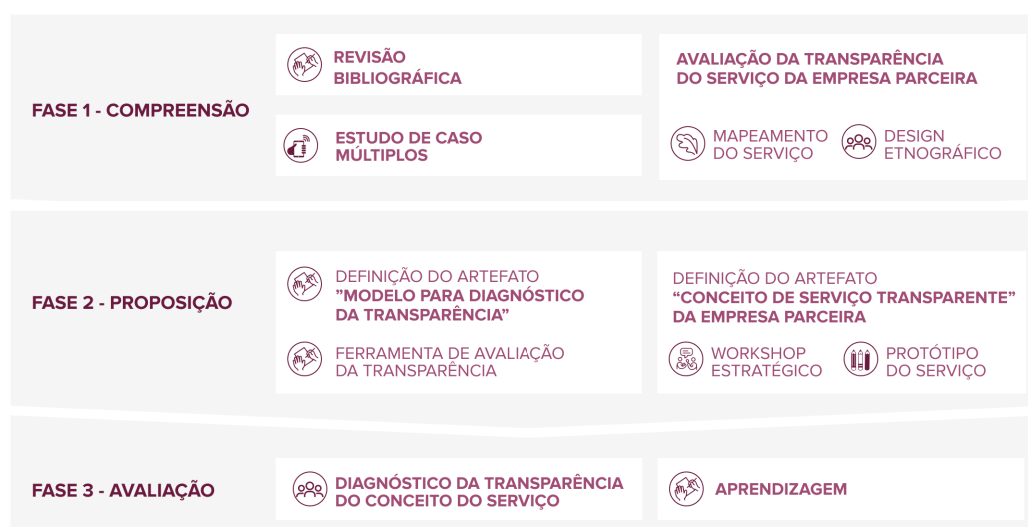 FASE 1 - COMPREENSÃO
REVISÃO
BIBLIOGRÁFICA
ESTUDO DE CASO
MÚLTIPLOS
AVALIAÇÃO DA TRANSPARÊNCIA
DO SERVIÇO DA EMPRESA PARCEIRA
MAPEAMENTO
DO SERVIÇO
DESIGN
ETNOGRÁFICO
FASE 2 - PROPOSIÇÃO
DEFINIÇÃO DO ARTEFATO
”MODELO PARA DIAGNÓSTICO
DA TRANSPARÊNCIA”
FERRAMENTA DE AVALIAÇÃO
DA TRANSPARÊNCIA
DEFINIÇÃO DO ARTEFATO
“CONCEITO DE SERVIÇO TRANSPARENTE”
DA EMPRESA PARCEIRA
WORKSHOP
ESTRATÉGICO
PROTÓTIPO
DO SERVIÇO
FASE 3 - AVALIAÇÃO
DIAGNÓSTICO DA TRANSPARÊNCIA
DO CONCEITO DO SERVIÇO
APRENDIZAGEM